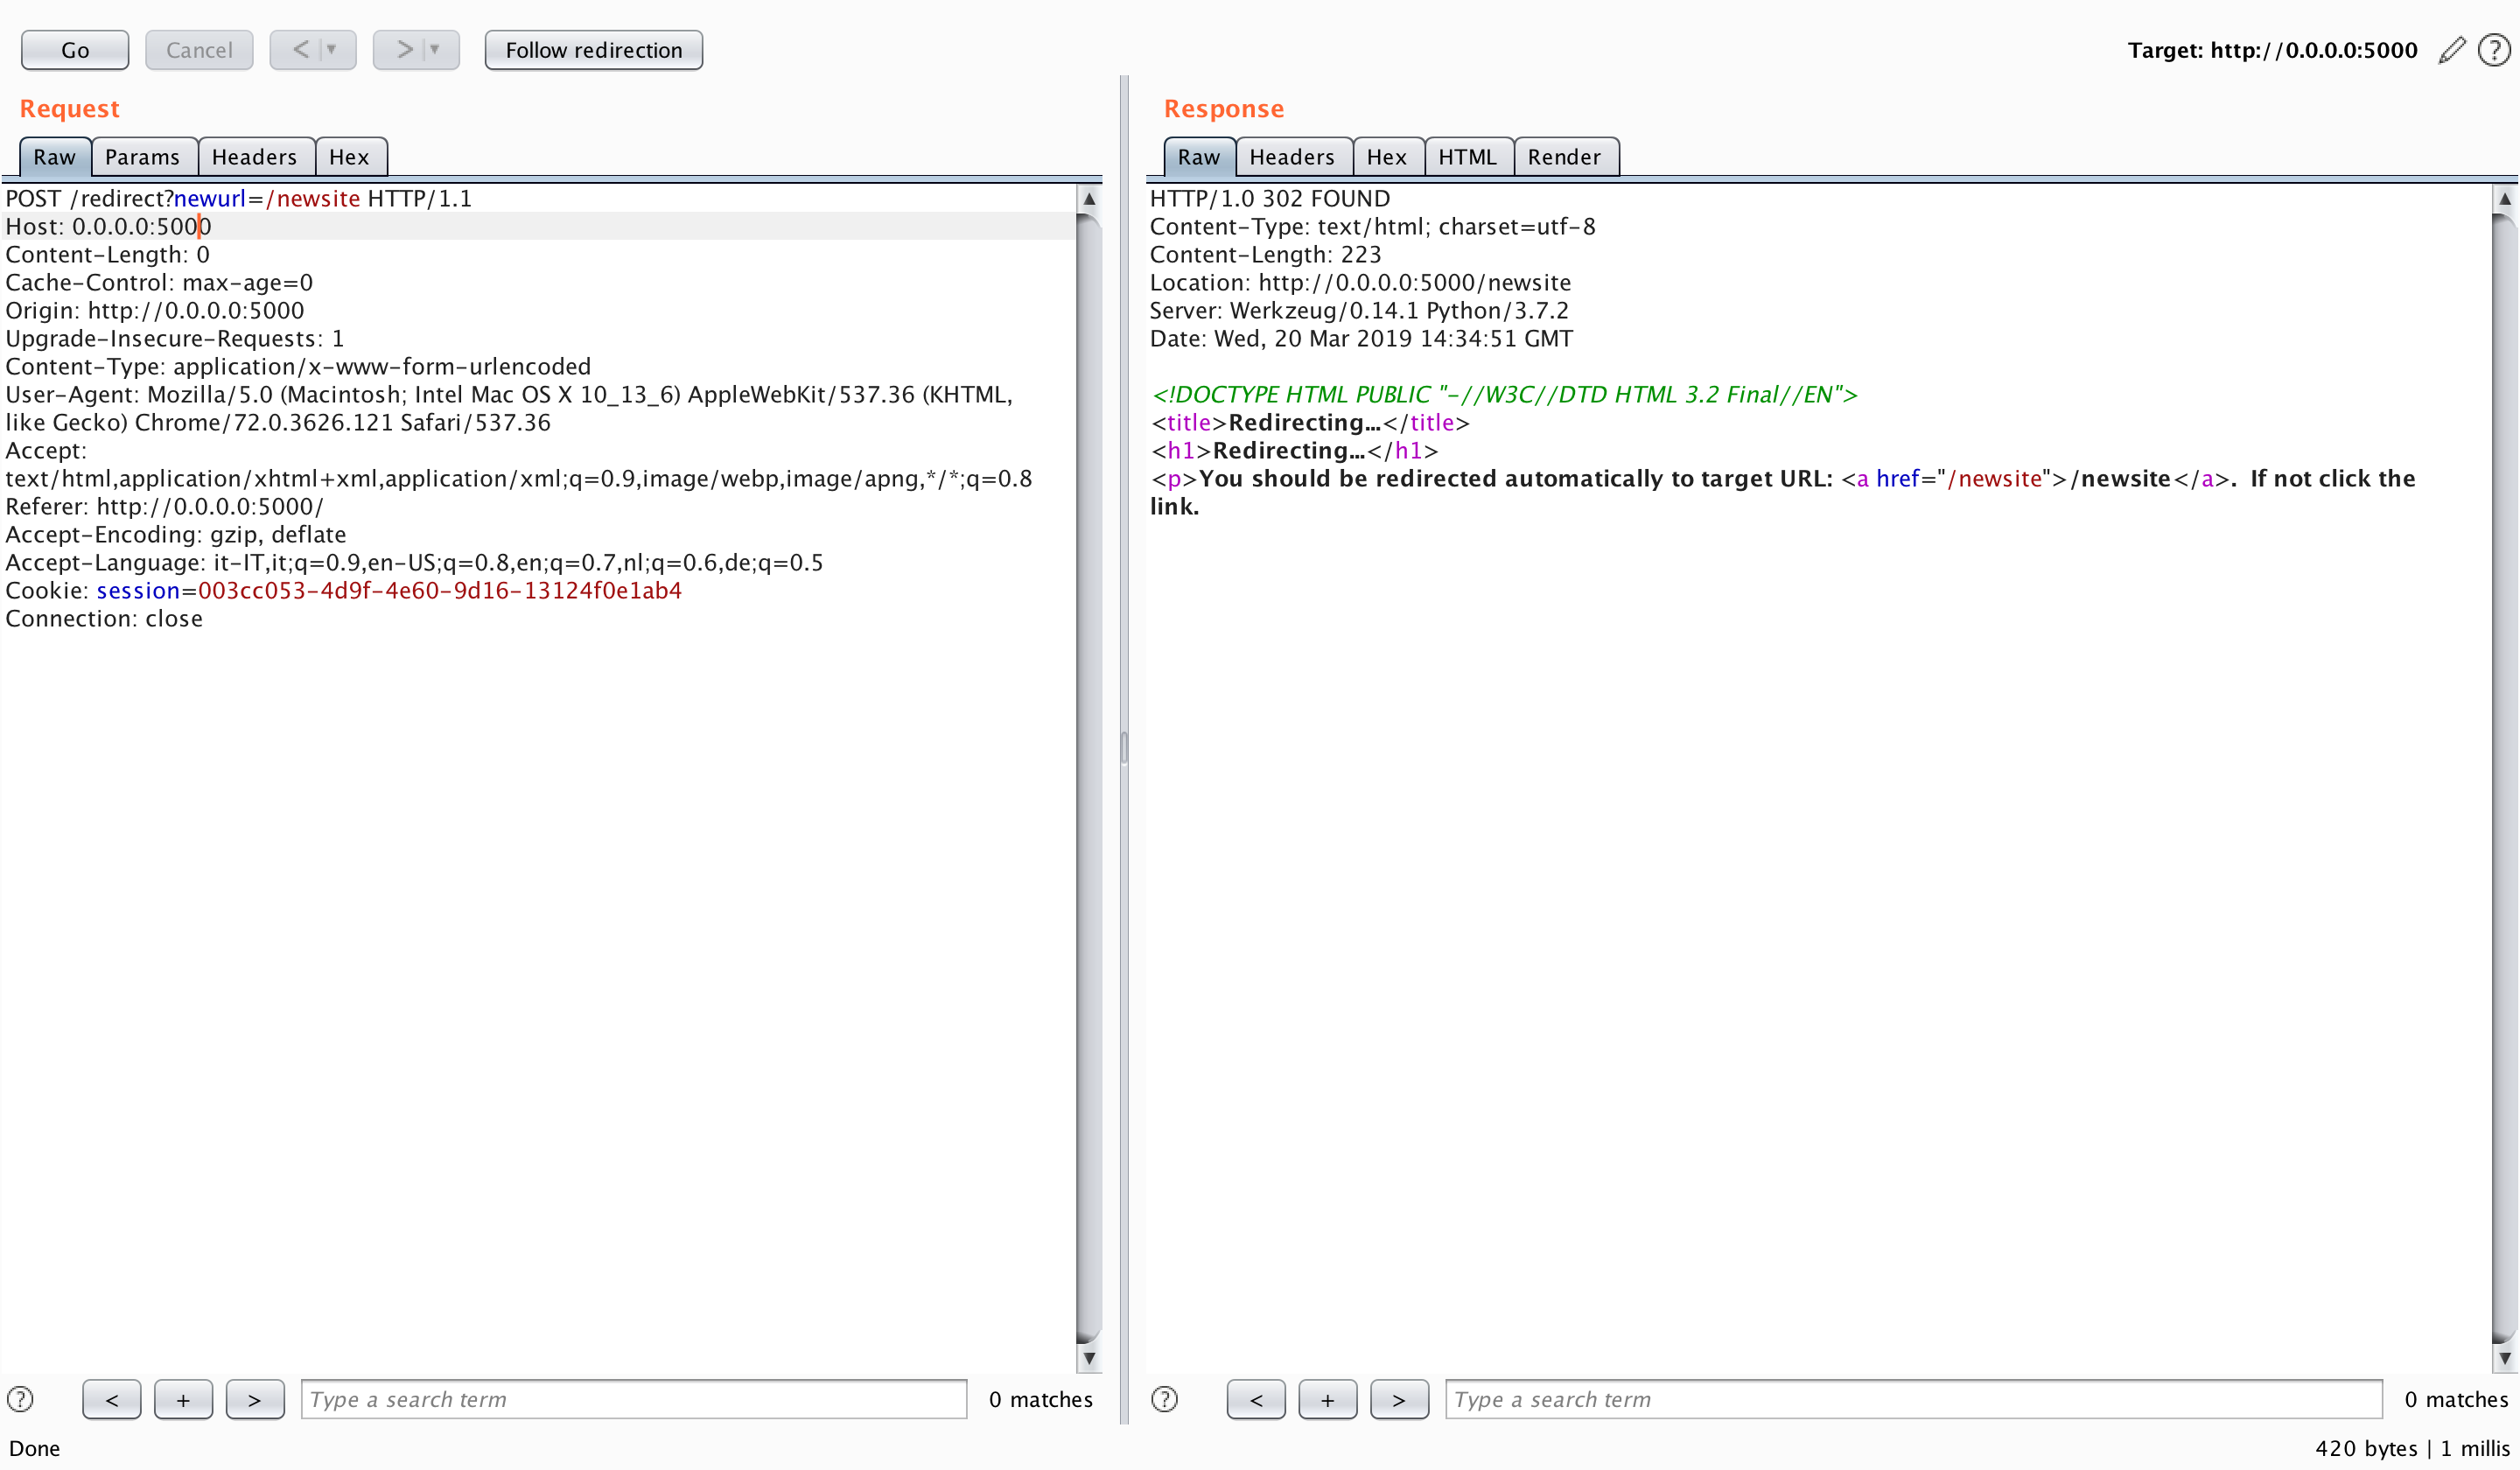 Go
Cancel
<
>
Follow redirection
Target: http://0.0.0.0:5000
?
Request
Raw
Params
Headers
Hex
POST /redirect?newurl=/newsite HTTP/1.1
Host: 0.0.0.0:5000
Content-Length: 0
Cache-Control: max-age=0
Origin: http://0.0.0.0:5000
Upgrade-Insecure-Requests: 1
Content-Type: application/x-www-form-urlencoded
User-Agent: Mozilla/5.0 (Macintosh; Intel Mac OS X 10_13_6) AppleWebKit/537.36 (KHTML,
like Gecko) Chrome/72.0.3626.121 Safari/537.36
Accept:
text/html,application/xhtml+xml,application/xml;q=0.9,image/webp,image/apng,*/*;q=0.8
Referer: http://0.0.0.0:5000/
Accept-Encoding: gzip, deflate
Accept-Language: it-IT,it;q=0.9,en-US;q=0.8,en;q=0.7,nl;q=0.6,de;q=0.5
Cookie: session=003cc053-4d9f-4e60-9d16-13124f0e1ab4
Connection: close
?
<
+
>
Type a search term
0 matches
Response
Raw
Headers
Hex
HTML
Render
HTTP/1.0 302 FOUND
Content-Type: text/html; charset=utf-8
Content-Length: 223
Location: http://0.0.0.0:5000/newsite
Server: Werkzeug/0.14.1 Python/3.7.2
Date: Wed, 20 Mar 2019 14:34:51 GMT
<!DOCTYPE HTML PUBLIC "-//W3C//DTD HTML 3.2 Final//EN">
<title>Redirecting...</title>
<h1>Redirecting...</h1>
<p>You should be redirected automatically to target URL: <a href="/newsite">/newsite</a>.  If not click the
link.
?
<
+
>
Type a search term
0 matches
Done
420 bytes | 1 millis